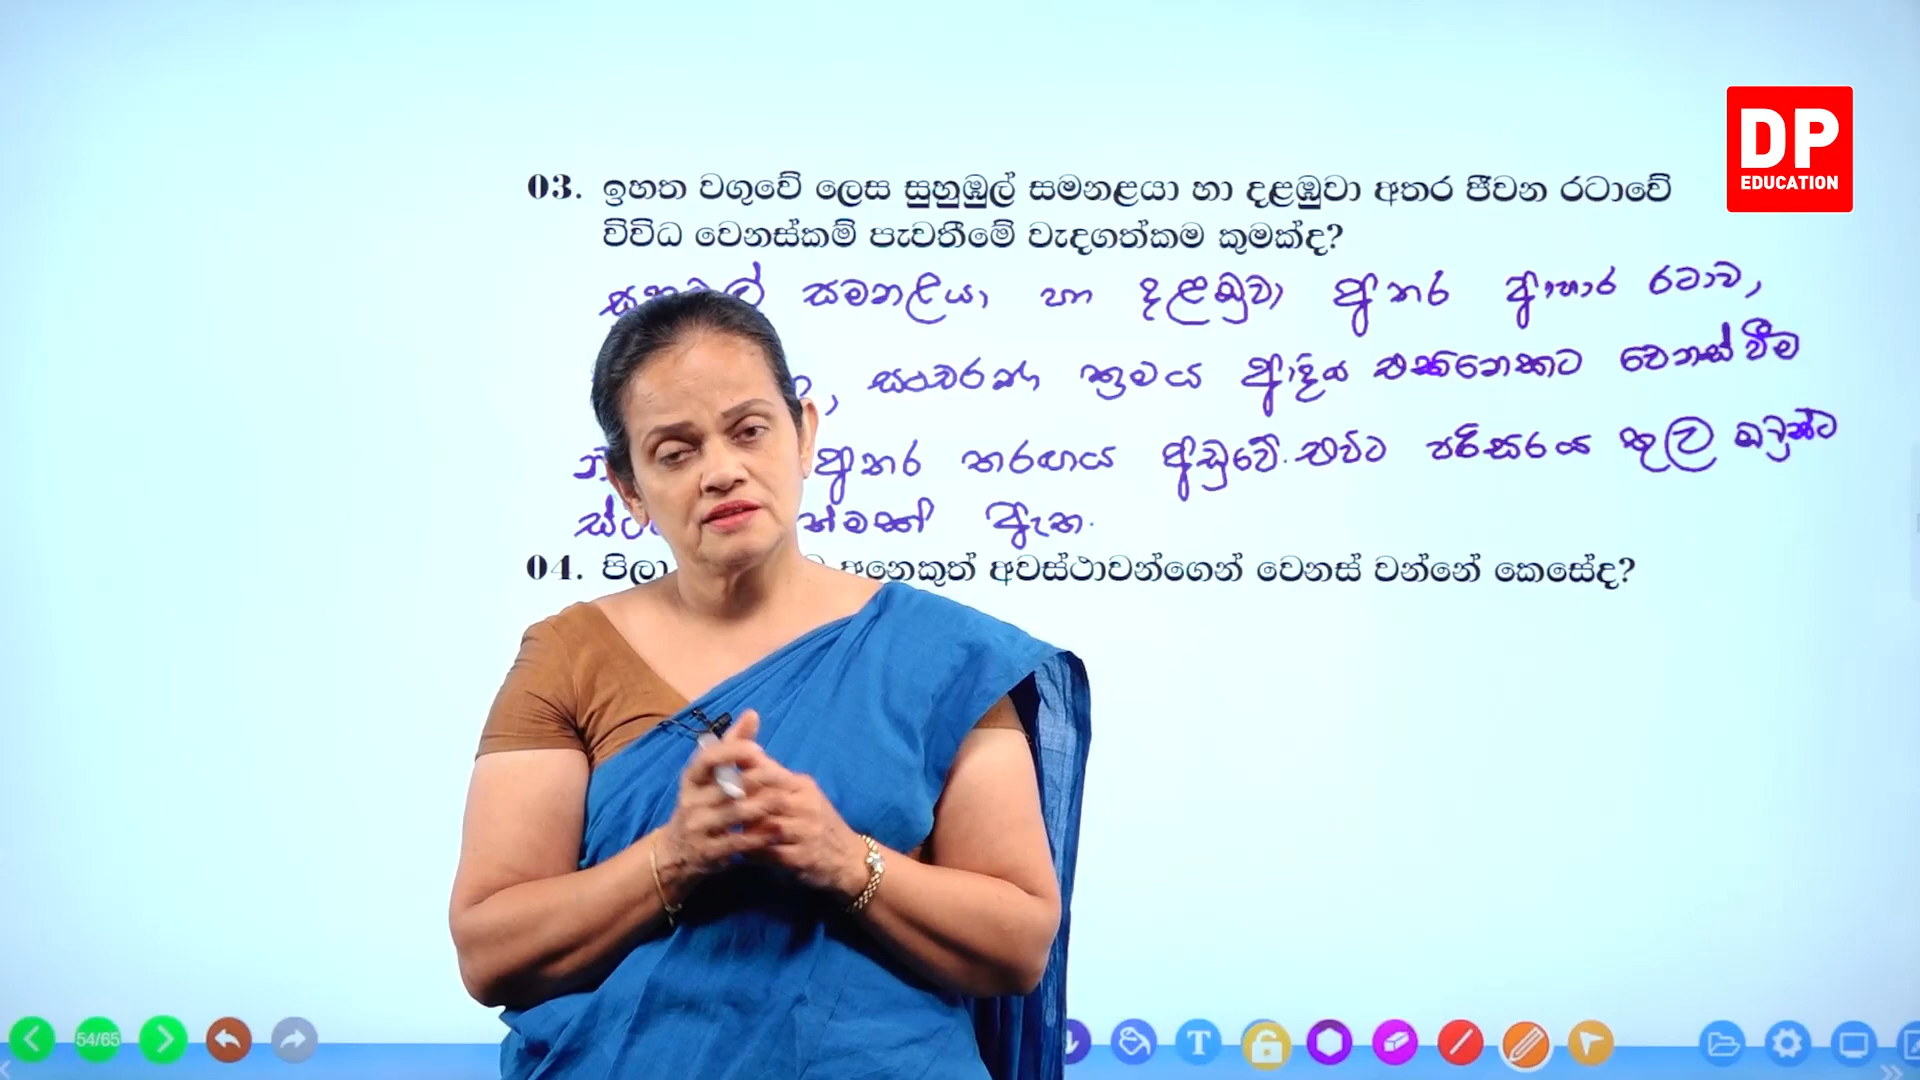 DP
EDUCATION
03. ඉහත වගුවේ ලෙස සුහුඹුල් සමනළයා හා දළඹුවා අතර ජීවන රටාවේ
විවිධ වෙනස්කම් පැවතීමේ වැදගත්කම කුමක්ද?
සමනළියා හා දළඹුවා අතර ආහාර රටාව,
, සංචරණ ක්‍රමය ආදිය එකිනෙකට වෙනස් වීම
අතර තරඟය අඩුවේ. එවිට පරිසරය තුල ඔවුන්ට
ඇත.
04. පිලා අනෙකුත් අවස්ථාවන්ගෙන් වෙනස් වන්නේ කෙසේද?
54/65
T